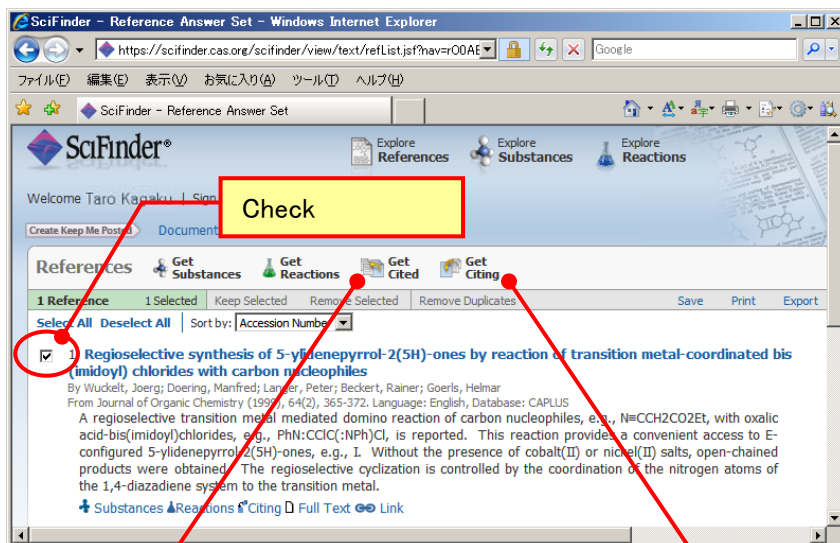 SciFinder - Reference Answer Set - Windows Internet Explorer
https://scifinder.cas.org/scifinder/view/text/refList.jsf?nav=r00AE
Google
ファイル(F) 編集(E) 表示(V) お気に入り(A) ツール(T) ヘルプ(H)
SciFinder - Reference Answer Set
SciFinder®
Explore References
Explore Substances
Explore Reactions
Welcome Taro Kagaku | Sign
Check
Create Keep Me Posted Document
References Get Substances Get Reactions Get Cited Get Citing
1 Reference 1 Selected Keep Selected Remove Selected Remove Duplicates Save Print Export
Select All Deselect All Sort by: Accession Number
1. Regioselective synthesis of 5-ylidenepyrrol-2(5H)-ones by reaction of transition metal-coordinated bis
(imidoyl) chlorides with carbon nucleophiles
By Wuckelt, Joerg; Doering, Manfred; Langer, Peter; Beckert, Rainer; Goerls, Helmar
From Journal of Organic Chemistry (1999), 64(2), 365-372. Language: English, Database: CAPLUS
A regioselective transition metal mediated domino reaction of carbon nucleophiles, e.g., N≡CCH2CO2Et, with oxalic
acid-bis(imidoyl)chlorides, e.g., PhN:CClC(:NPh)Cl, is reported. This reaction provides a convenient access to E-
configured 5-ylidenepyrrol-2(5H)-ones, e.g., I. Without the presence of cobalt(II) or nickel(II) salts, open-chained
products were obtained. The regioselective cyclization is controlled by the coordination of the nitrogen atoms of
the 1,4-diazadiene system to the transition metal.
Substances Reactions Citing Full Text Link